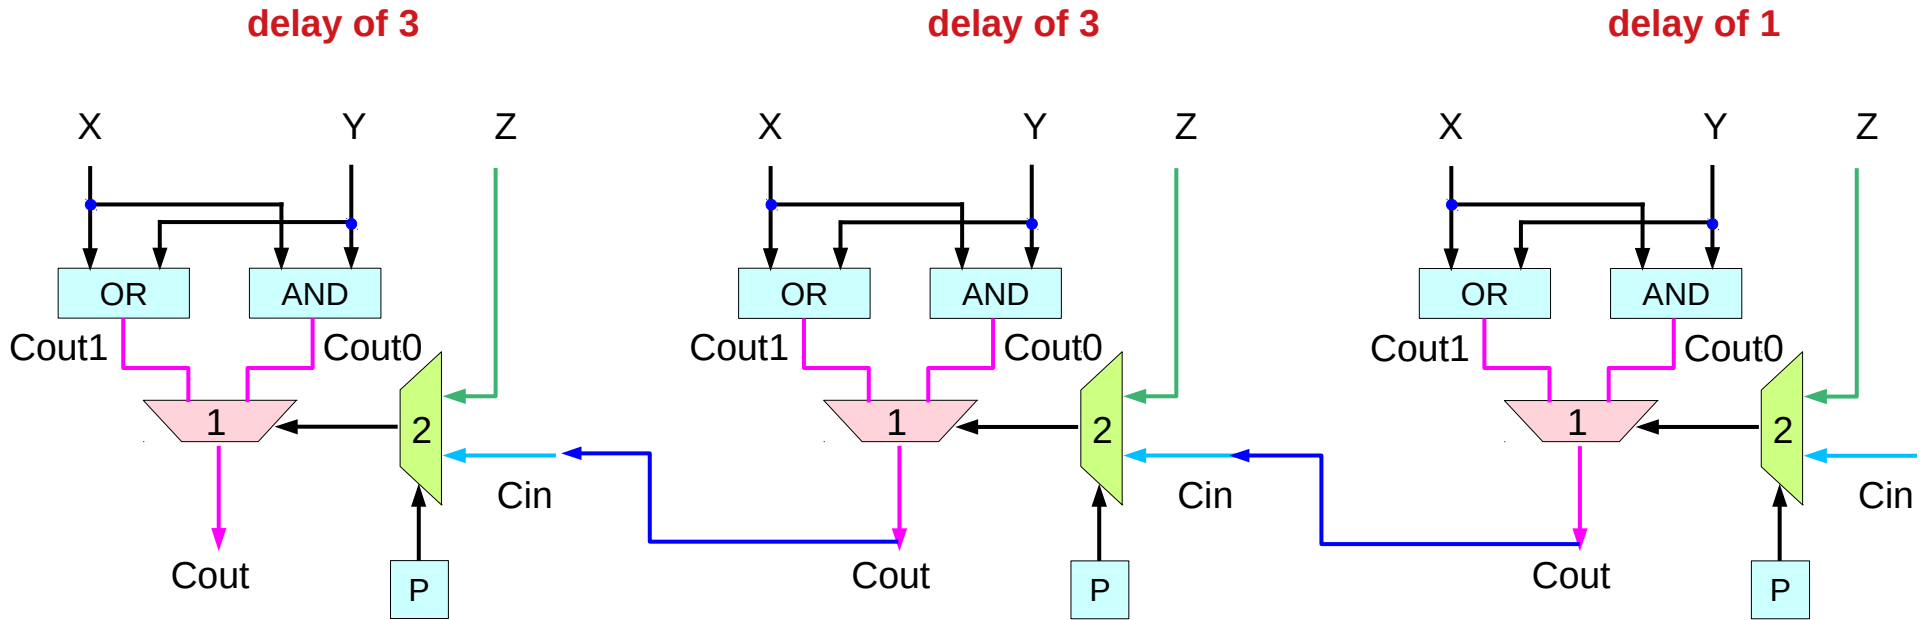 delay of 3 delay of 3 delay of 1
X Y Z X Y Z X Y Z
OR AND OR AND OR AND
Cout1 Cout0 Cout1 Cout0 Cout1 Cout0
1 2 1 2 1 2
Cin Cin Cin
Cout P Cout P Cout P